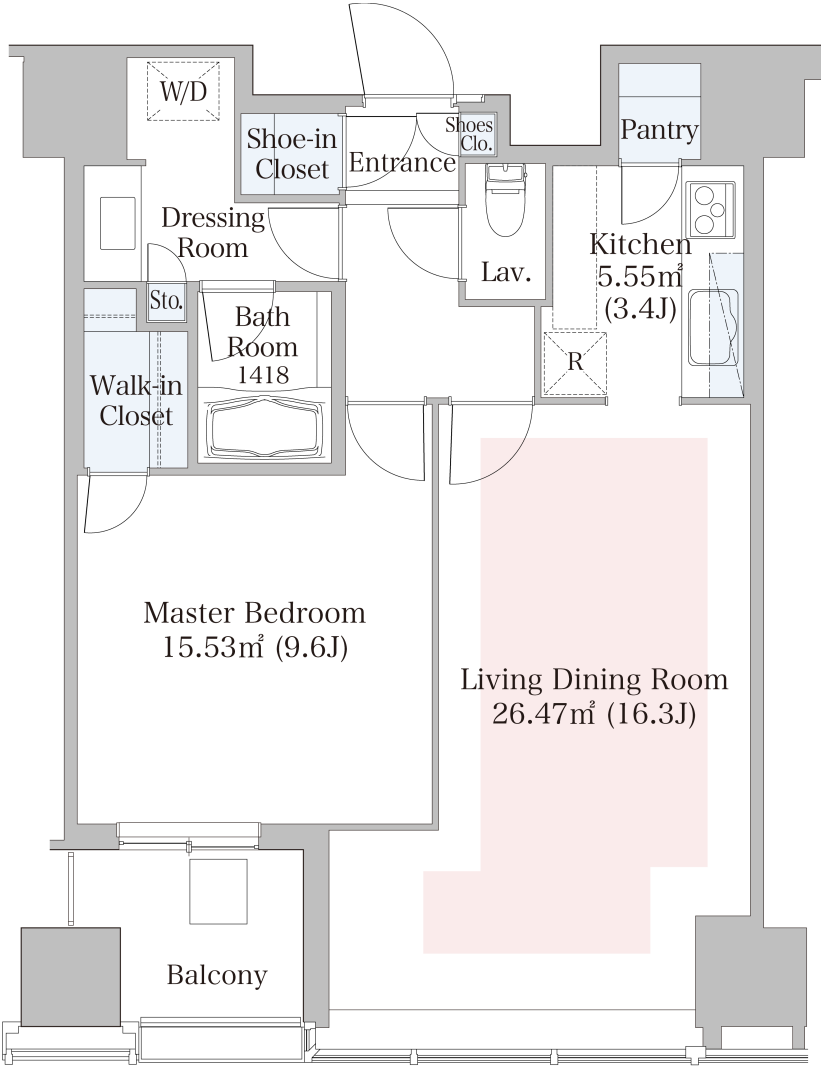 W/D
Shoe-in
Closet
Entrance
Shoes
Clo.
Pantry
Dressing
Room
Lav.
Kitchen
5.55㎡
(3.4J)
Sto.
Bath
Room
1418
R
Walk-in
Closet
Master Bedroom
15.53㎡ (9.6J)
Living Dining Room
26.47㎡ (16.3J)
Balcony